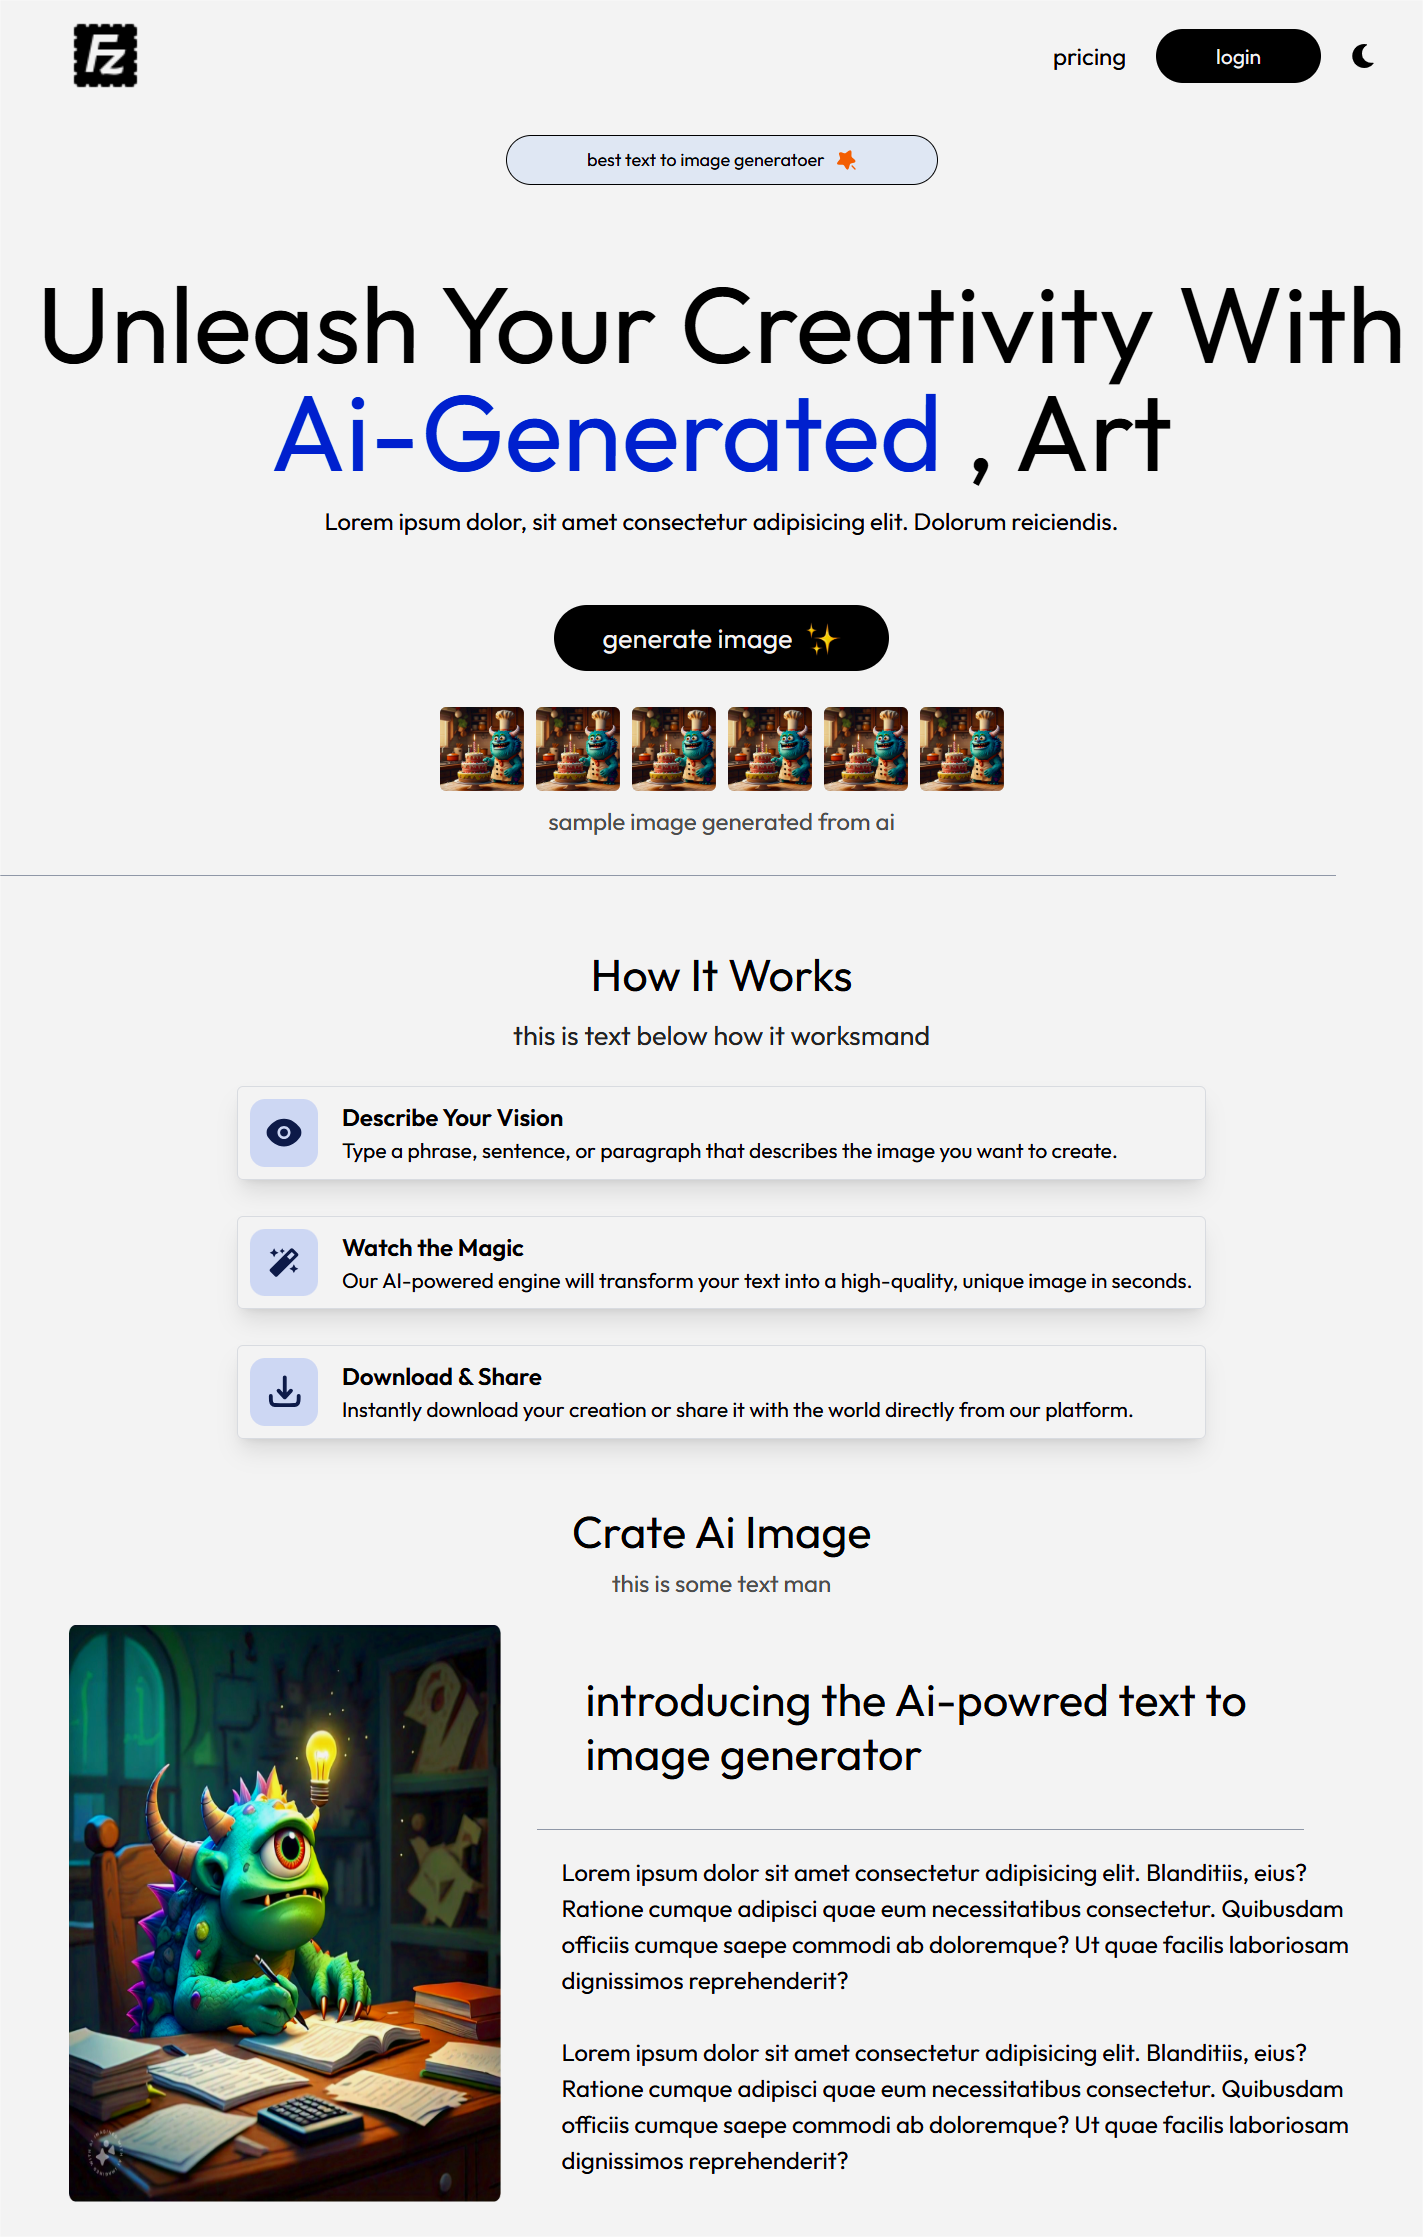 Fz
pricing
login
best text to image generatoer
Unleash Your Creativity With
Ai-Generated , Art
Lorem ipsum dolor, sit amet consectetur adipisicing elit. Dolorum reiciendis.
generate image
sample image generated from ai
How It Works
this is text below how it worksmand
Describe Your Vision
Type a phrase, sentence, or paragraph that describes the image you want to create.
Watch the Magic
Our AI-powered engine will transform your text into a high-quality, unique image in seconds.
Download & Share
Instantly download your creation or share it with the world directly from our platform.
Crate Ai Image
this is some text man
introducing the Ai-powred text to
image generator
Lorem ipsum dolor sit amet consectetur adipisicing elit. Blanditiis, eius?
Ratione cumque adipisci quae eum necessitatibus consectetur. Quibusdam
officiis cumque saepe commodi ab doloremque? Ut quae facilis laboriosam
dignissimos reprehenderit?
Lorem ipsum dolor sit amet consectetur adipisicing elit. Blanditiis, eius?
Ratione cumque adipisci quae eum necessitatibus consectetur. Quibusdam
officiis cumque saepe commodi ab doloremque? Ut quae facilis laboriosam
dignissimos reprehenderit?